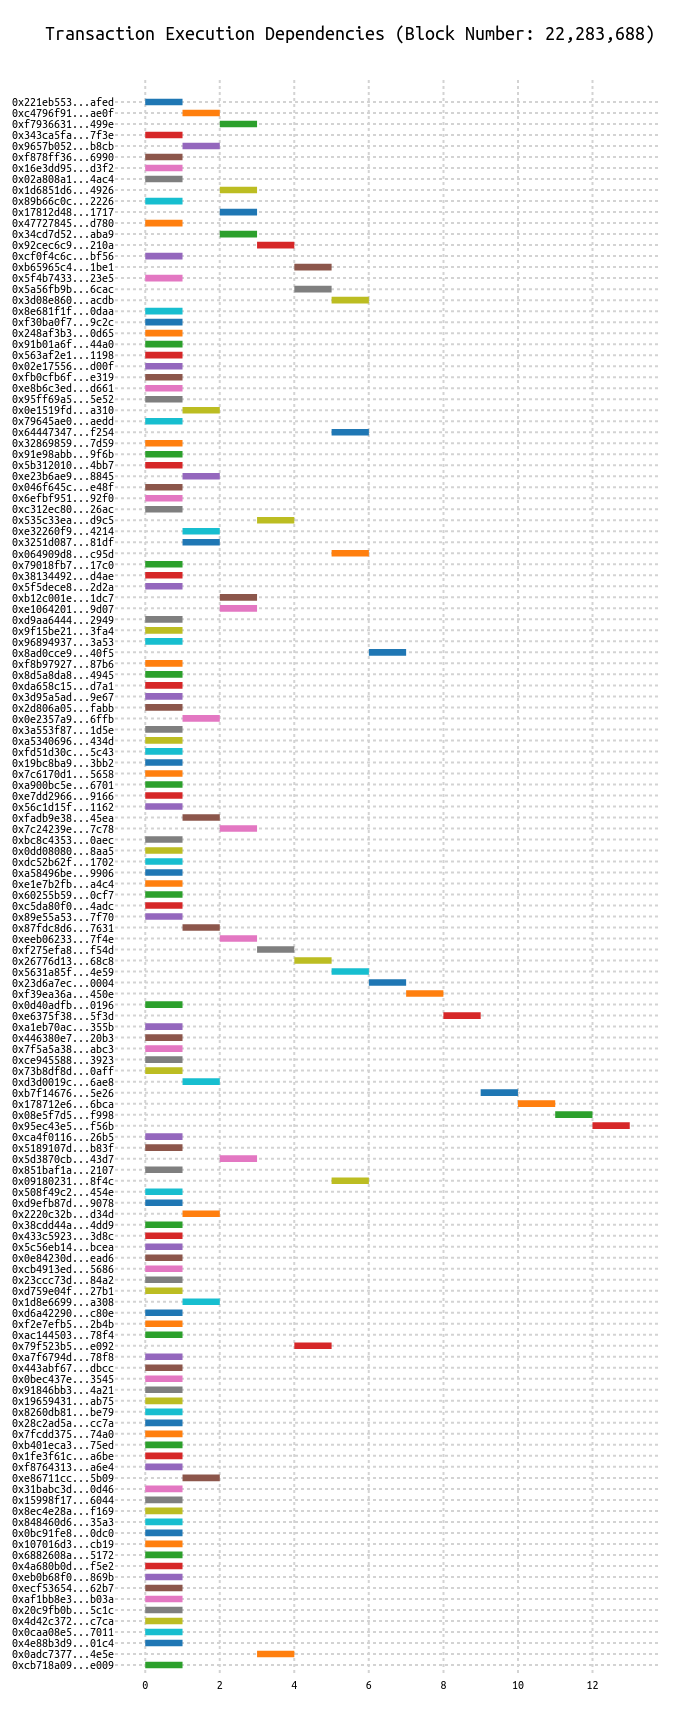 Transaction Execution Dependencies (Block Number: 22,283,688)
0x221eb553...afed
0xc4796f91...ae0f
0xf7936631...499e
0x343ca5fa...7f3e
0x9657b052...b8cb
0xf878ff36...6990
0x16e3dd95...d3f2
0x02a808a1...4ac4
0x1d6851d6...4926
0x89b66c0c...2226
0x17812d48...1717
0x47727845...d780
0x34cd7d52...aba9
0x92cec6c9...210a
0xcf0f4c6c...bf56
0xb65965c4...1be1
0x5f4b7433...23e5
0x5a56fb9b...6cac
0x3d08e860...acdb
0x8e681f1f...0daa
0xf30ba0f7...9c2c
0x248af3b3...0d65
0x91b01a6f...44a0
0x563af2e1...1198
0x02e17556...d00f
0xfb0cfb6f...e319
0xe8b6c3ed...d661
0x95ff69a5...5e52
0x0e1519fd...a310
0x79645ae0...aedd
0x64447347...f254
0x32869859...7d59
0x91e98abb...9f6b
0x5b312010...4bb7
0xe23b6ae9...8845
0x046f645c...e48f
0x6efbf951...92f0
0xc312ec80...26ac
0x535c33ea...d9c5
0xe32260f9...4214
0x3251d087...81df
0x064909d8...c95d
0x79018fb7...17c0
0x38134492...d4ae
0x5f5dece8...2d2a
0xb12c001e...1dc7
0xe1064201...9d07
0xd9aa6444...2949
0x9f15be21...3fa4
0x96894937...3a53
0x8ad0cce9...40f5
0xf8b97927...87b6
0x8d5a8da8...4945
0xda658c15...d7a1
0x3d95a5ad...9e67
0x2d806a05...fabb
0x0e2357a9...6ffb
0x3a553f87...1d5e
0xa5340696...434d
0xfd51d30c...5c43
0x19bc8ba9...3bb2
0x7c6170d1...5658
0xa900bc5e...6701
0xe7dd2966...9166
0x56c1d15f...1162
0xfadb9e38...45ea
0x7c24239e...7c78
0xbc8c4353...0aec
0x0dd08080...8aa5
0xdc52b62f...1702
0xa58496be...9906
0xe1e7b2fb...a4c4
0x60255b59...0cf7
0xc5da80f0...4adc
0x89e55a53...7f70
0x87fdc8d6...7631
0xeeb06233...7f4e
0xf275efa8...f54d
0x26776d13...68c8
0x5631a85f...4e59
0x23d6a7ec...0004
0xf39ea36a...450e
0x0d40adfb...0196
0xe6375f38...5f3d
0xa1eb70ac...355b
0x446380e7...20b3
0x7f5a5a38...abc3
0xce945588...3923
0x73b8df8d...0aff
0xd3d0019c...6ae8
0xb7f14676...5e26
0x178712e6...6bca
0x08e5f7d5...f998
0x95ec43e5...f56b
0xca4f0116...26b5
0x5189107d...b83f
0x5d3870cb...43d7
0x851baf1a...2107
0x09180231...8f4c
0x508f49c2...454e
0xd9efb87d...9078
0x2220c32b...d34d
0x38cdd44a...4dd9
0x433c5923...3d8c
0x5c56eb14...bcea
0x0e84230d...ead6
0xcb4913ed...5686
0x23ccc73d...84a2
0xd759e04f...27b1
0x1d8e6699...a308
0xd6a42290...c80e
0xf2e7efb5...2b4b
0xac144503...78f4
0x79f523b5...e092
0xa7f6794d...78f8
0x443abf67...dbcc
0x0bec437e...3545
0x91846bb3...4a21
0x19659431...ab75
0x8260db81...be79
0x28c2ad5a...cc7a
0x7fcdd375...74a0
0xb401eca3...75ed
0x1fe3f61c...a6be
0xf8764313...a6e4
0xe86711cc...5b09
0x31babc3d...0d46
0x15998f17...6044
0x8ec4e28a...f169
0x848460d6...35a3
0x0bc91fe8...0dc0
0x107016d3...cb19
0x6882608a...5172
0x4a680b0d...f5e2
0xeb0b68f0...869b
0xecf53654...62b7
0xaf1bb8e3...b03a
0x20c9fb0b...5c1c
0x4d42c372...c7ca
0x0caa08e5...7011
0x4e88b3d9...01c4
0x0adc7377...4e5e
0xcb718a09...e009
0 2 4 6 8 10 12